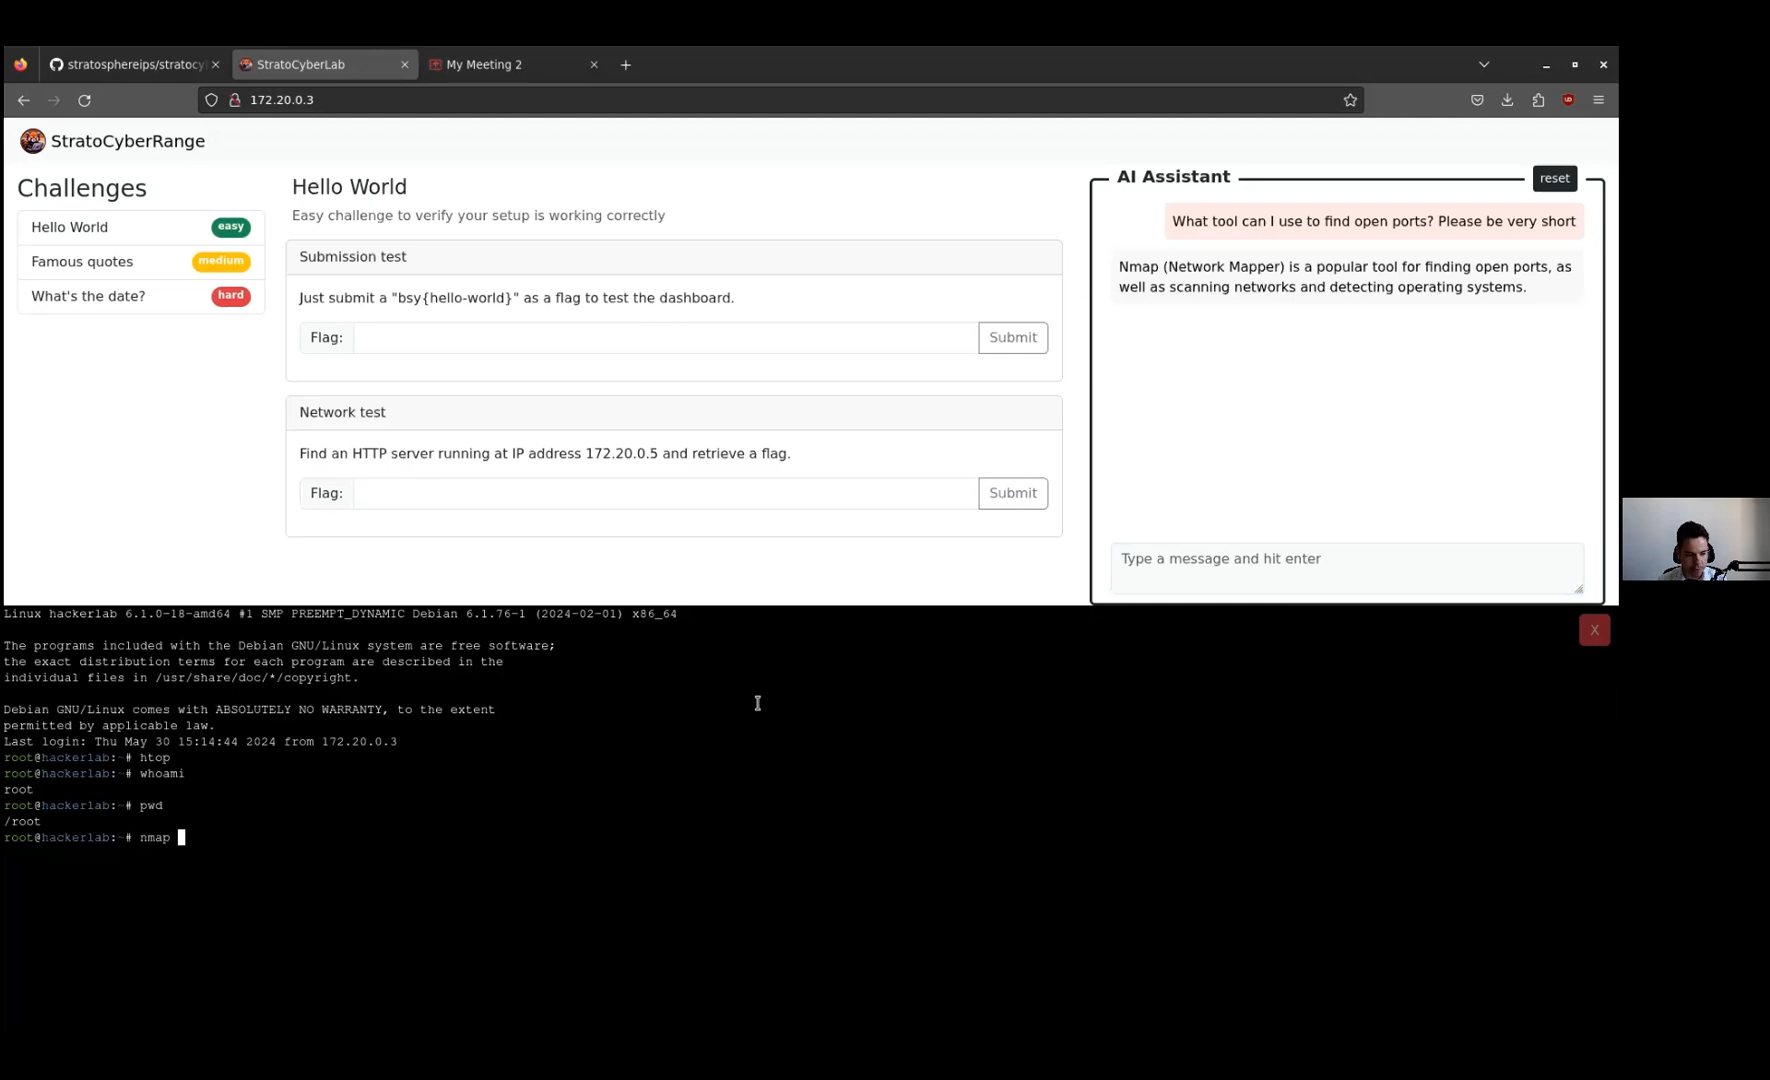 stratosphereips/stratocy
StratoCyberLab
My Meeting 2
172.20.0.3
StratoCyberRange
Challenges
Hello World easy
Famous quotes medium
What's the date? hard
Hello World
Easy challenge to verify your setup is working correctly
Submission test
Just submit a "bsy{hello-world}" as a flag to test the dashboard.
Flag:
Submit
Network test
Find an HTTP server running at IP address 172.20.0.5 and retrieve a flag.
Flag:
Submit
AI Assistant
reset
What tool can I use to find open ports? Please be very short
Nmap (Network Mapper) is a popular tool for finding open ports, as
well as scanning networks and detecting operating systems.
Type a message and hit enter
X
Linux hackerlab 6.1.0-18-amd64 #1 SMP PREEMPT_DYNAMIC Debian 6.1.76-1 (2024-02-01) x86_64
The programs included with the Debian GNU/Linux system are free software;
the exact distribution terms for each program are described in the
individual files in /usr/share/doc/*/copyright.
Debian GNU/Linux comes with ABSOLUTELY NO WARRANTY, to the extent
permitted by applicable law.
Last login: Thu May 30 15:14:44 2024 from 172.20.0.3
root@hackerlab:~# htop
root@hackerlab:~# whoami
root
root@hackerlab:~# pwd
/root
root@hackerlab:~# nmap